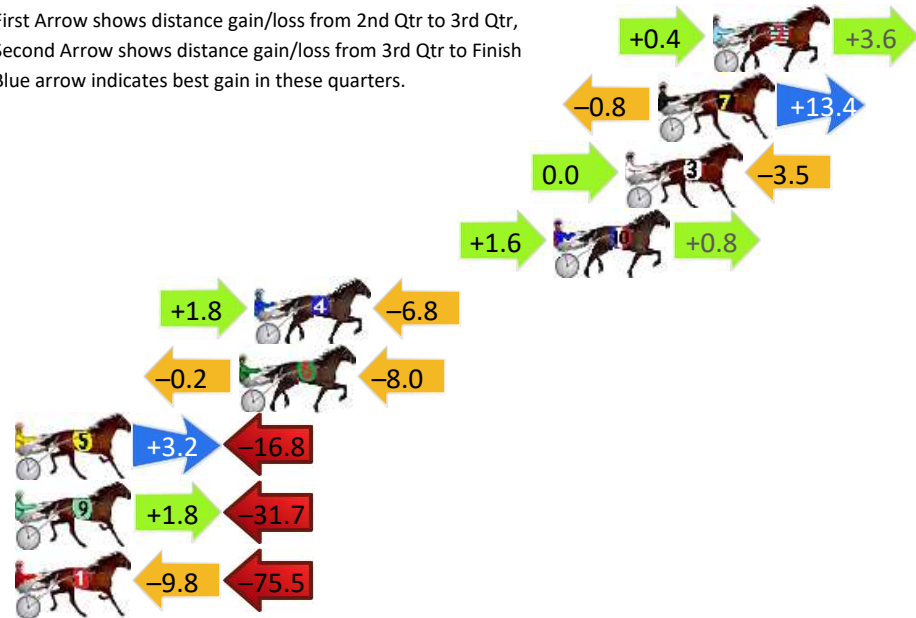 First Arrow shows distance gain/loss from 2nd Qtr to 3rd Qtr,
Second Arrow shows distance gain/loss from 3rd Qtr to Finish
Blue arrow indicates best gain in these quarters.
+0.4 +3.6
–0.8 7 +13.4
0.0 3 –3.5
+1.6 10 +0.8
+1.8 4 –6.8
–0.2 –8.0
5 +3.2 –16.8
9 +1.8 –31.7
1 –9.8 –75.5